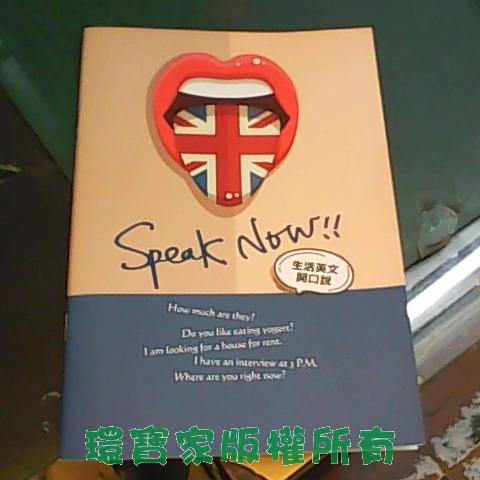 Speak Now!!
生活英文
開口說
How much are they?
Do you like eating yogurt?
I am looking for a house for rent.
I have an interview at 3 P.M.
Where are you right now?
環寶家版權所有